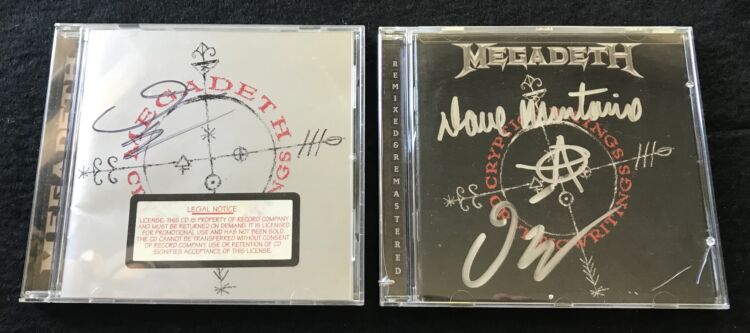 MEGADETH
MEGADETH
LEGAL NOTICE
LICENSE: THIS CD IS PROPERTY OF RECORD COMPANY
AND MUST BE RETURNED ON DEMAND. IT IS LICENSED
FOR PROMOTIONAL USE AND HAS NOT BEEN SOLD.
THE CD CANNOT BE TRANSFERRED WITHOUT CONSENT
OF RECORD COMPANY. USE OR RETENTION OF CD
SIGNIFIES ACCEPTANCE OF THIS LICENSE.
REMIXED & REMASTERED
MEGADETH
Dave Mustaine
CRYPTIC WRITINGS
WRITINGS